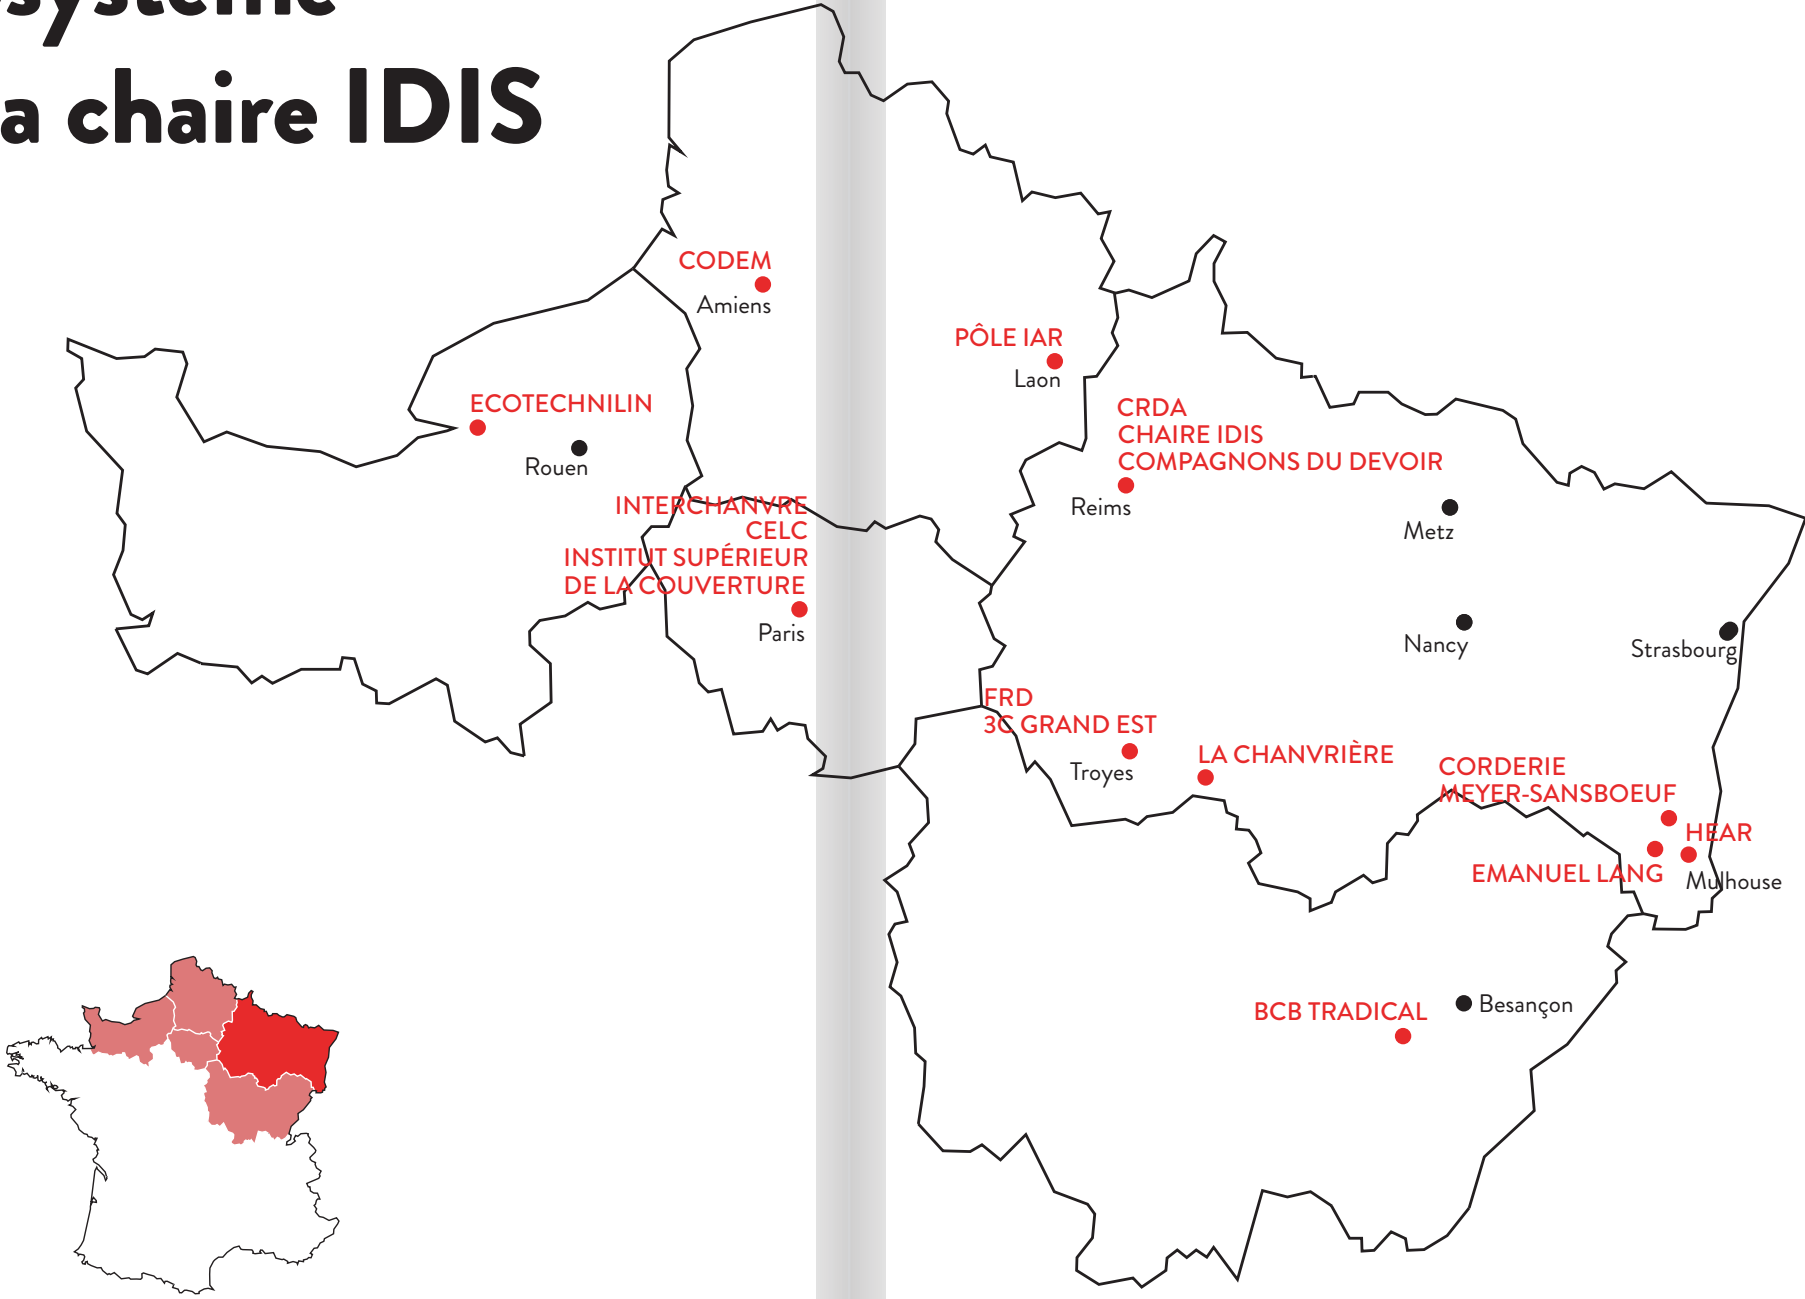 a chaire IDIS
CODEM
Amiens
PÔLE IAR
Laon
ECOTECHNILIN
Rouen
CRDA
CHAIRE IDIS
COMPAGNONS DU DEVOIR
Reims
INTERCHANVRE
CELC
INSTITUT SUPÉRIEUR
DE LA COUVERTURE
Paris
Metz
Nancy
Strasbourg
FRD
3C GRAND EST
Troyes
LA CHANVRIÈRE
CORDERIE
MEYER-SANSBOEUF
HEAR
EMANUEL LANG
Mulhouse
BCB TRADICAL
Besançon